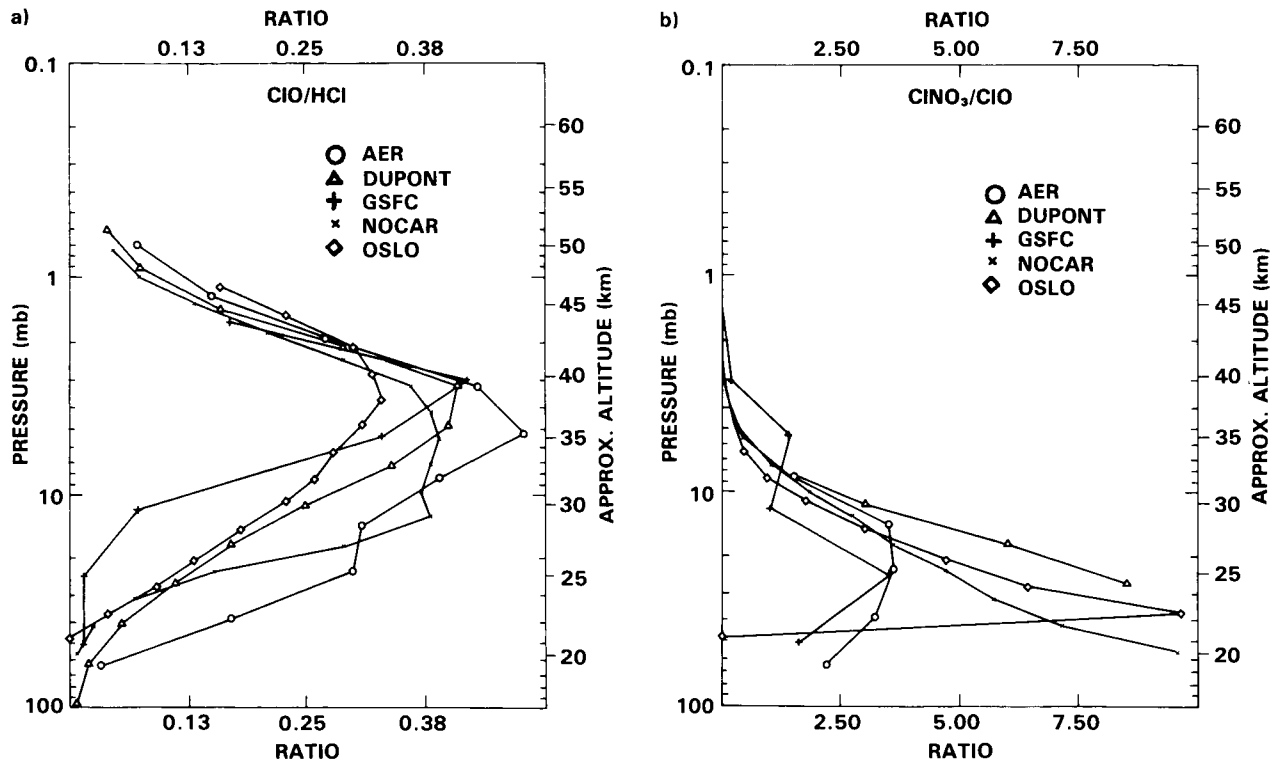 a)
RATIO
0.13 0.25 0.38
0.1
ClO/HCl
AER
DUPONT
GSFC
NOCAR
OSLO
1
10
100
PRESSURE (mb)
60
55
50
45
40
35
30
25
20
APPROX. ALTITUDE (km)
0.13 0.25 0.38
RATIO
b)
RATIO
2.50 5.00 7.50
0.1
ClNO₃/ClO
AER
DUPONT
GSFC
NOCAR
OSLO
1
10
100
PRESSURE (mb)
60
55
50
45
40
35
30
25
20
APPROX. ALTITUDE (km)
2.50 5.00 7.50
RATIO